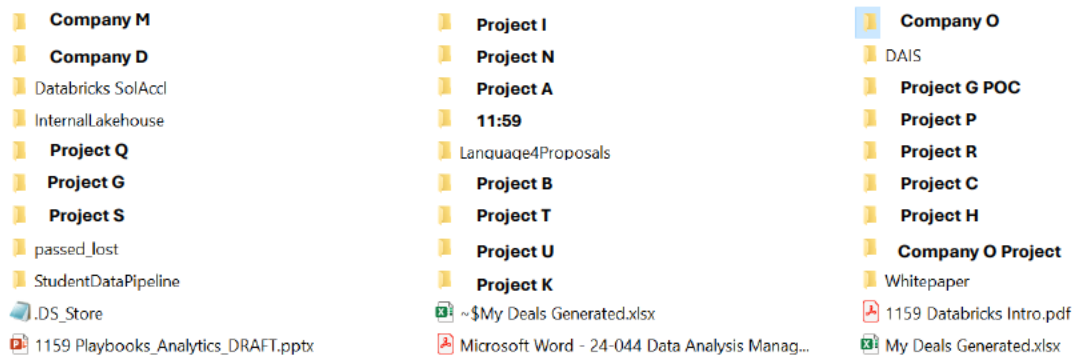 Company M
Company D
Databricks SolAccl
InternalLakehouse
Project Q
Project G
Project S
passed_lost
StudentDataPipeline
.DS_Store
1159 Playbooks_Analytics_DRAFT.pptx
Project I
Project N
Project A
11:59
Language4Proposals
Project B
Project T
Project U
Project K
~$My Deals Generated.xlsx
Microsoft Word - 24-044 Data Analysis Manag...
Company O
DAIS
Project G POC
Project P
Project R
Project C
Project H
Company O Project
Whitepaper
1159 Databricks Intro.pdf
My Deals Generated.xlsx